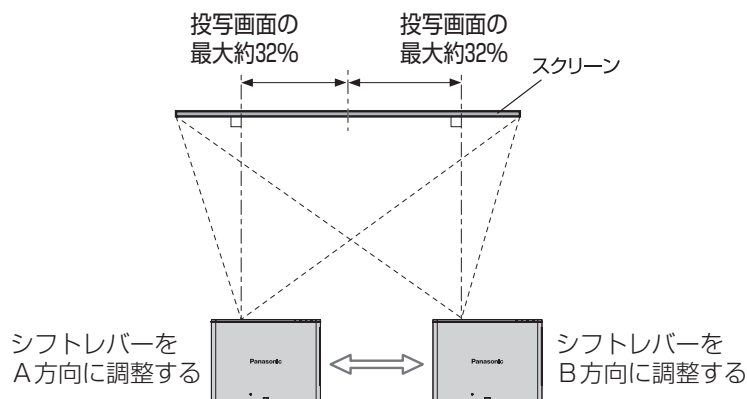 投写画面の
最大約32%
投写画面の
最大約32%
スクリーン
シフトレバーを
A方向に調整する
Panasonic
Panasonic
シフトレバーを
B方向に調整する